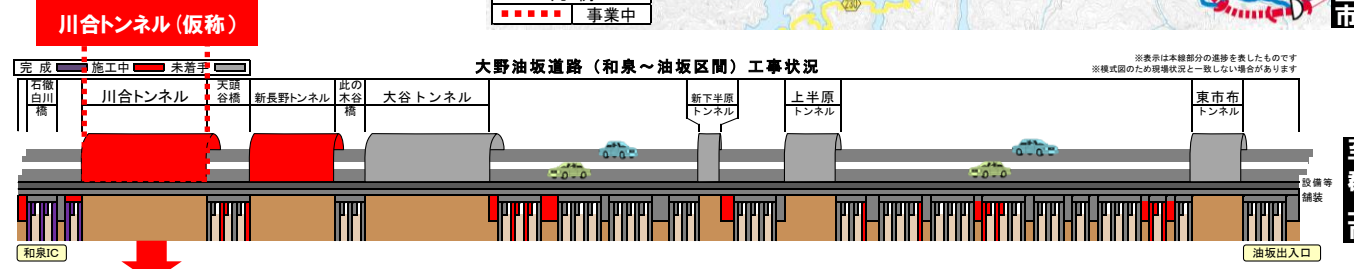 川合トンネル(仮称)
230
事業中
市
完成 施工中 未着手
大野油坂道路(和泉~油坂区間)工事状況
※表示は本線部分の進捗を表したものです
※模式図のため現場状況と一致しない場合があります
石徹白川橋
川合トンネル
天頭谷橋
新長野トンネル
此の木谷橋
大谷トンネル
新下半原トンネル
上半原トンネル
東市布トンネル
設備等
舗装
和泉IC
油坂出入口